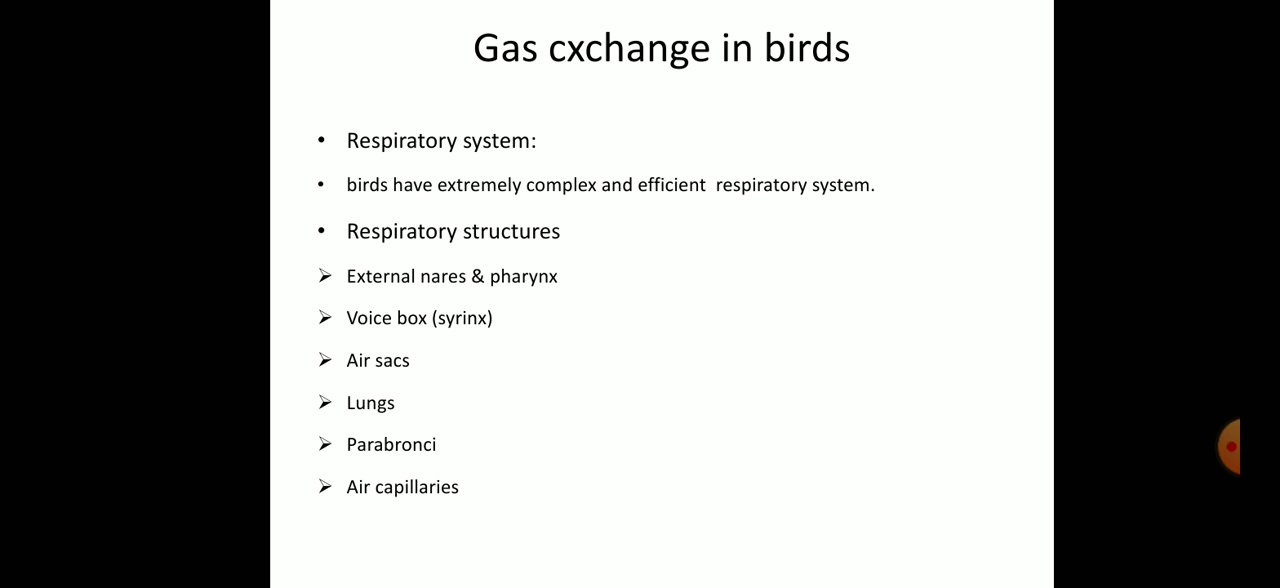 Gas cxchange in birds
• Respiratory system:
• birds have extremely complex and efficient  respiratory system.
• Respiratory structures
➢ External nares & pharynx
➢ Voice box (syrinx)
➢ Air sacs
➢ Lungs
➢ Parabronci
➢ Air capillaries